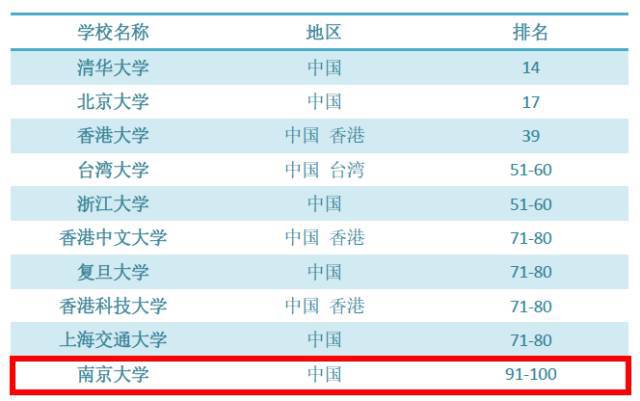 学校名称 地区 排名
清华大学 中国 14
北京大学 中国 17
香港大学 中国 香港 39
台湾大学 中国 台湾 51-60
浙江大学 中国 51-60
香港中文大学 中国 香港 71-80
复旦大学 中国 71-80
香港科技大学 中国 香港 71-80
上海交通大学 中国 71-80
南京大学 中国 91-100